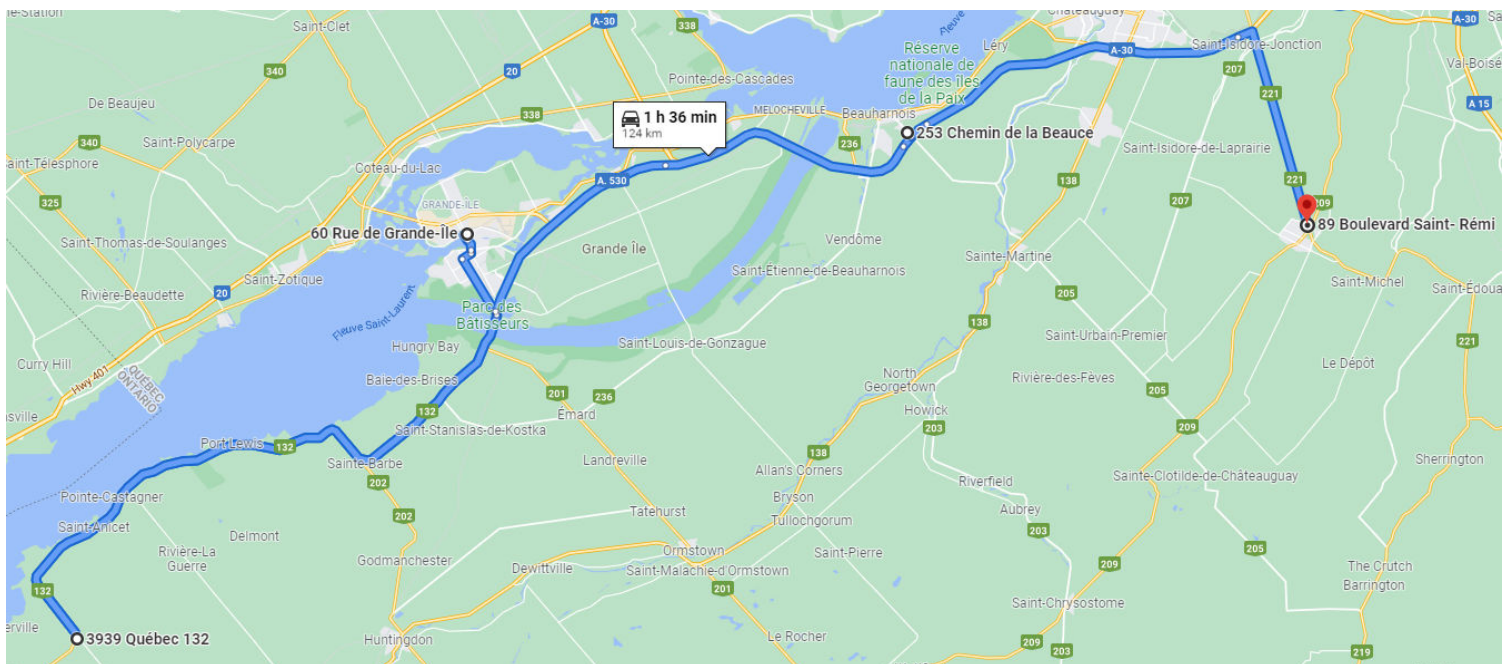 le-Station
Saint-Clet
A-30
338
Fleuve
Châteauguay
A-30
Saint-Isidore-Jonction
Réserve
nationale de
faune des îles
de la Paix
Léry
A-30
207
Val-Boisé
340
20
Pointe-des-Cascades
De Beaujeu
MELOCHEVILLE
Beauharnois
221
A 15
1 h 36 min
124 km
338
253 Chemin de la Beauce
340
Saint-Polycarpe
236
Saint-Isidore-de-Laprairie
Saint-Télesphore
Coteau-du-Lac
A. 530
138
221
325
GRANDE-ILE
207
209
60 Rue de Grande-Île
89 Boulevard Saint- Rémi
Saint-Thomas-de-Soulanges
Grande Île
Vendôme
Sainte-Martine
Saint-Zotique
Saint-Étienne-de-Beauharnois
Saint-Michel
Saint-Édoua
Rivière-Beaudette
20
205
Fleuve Saint-Laurent
Parc des
Bâtisseurs
138
Saint-Urbain-Premier
Hungry Bay
Saint-Louis-de-Gonzague
221
Curry Hill
Hwy 401
QUÉBEC
ONTARIO
Le Dépôt
Baie-des-Brises
North
Georgetown
Rivière-des-Fèves
205
201
236
132
Émard
Howick
203
209
Saint-Stanislas-de-Kostka
Port Lewis
132
Sainte-Barbe
Landreville
138
Sherrington
202
Allan's Corners
Sainte-Clotilde-de-Châteauguay
Riverfield
Pointe-Castagner
Bryson
Tatehurst
Aubrey
202
Tullochgorum
Saint-Anicet
Delmont
203
Rivière-La
Guerre
Ormstown
Saint-Pierre
205
Godmanchester
Dewittville
Saint-Malachie-d'Ormstown
209
The Crutch
Barrington
132
201
Saint-Chrysostome
erville
3939 Québec 132
Huntingdon
Le Rocher
209
203
219